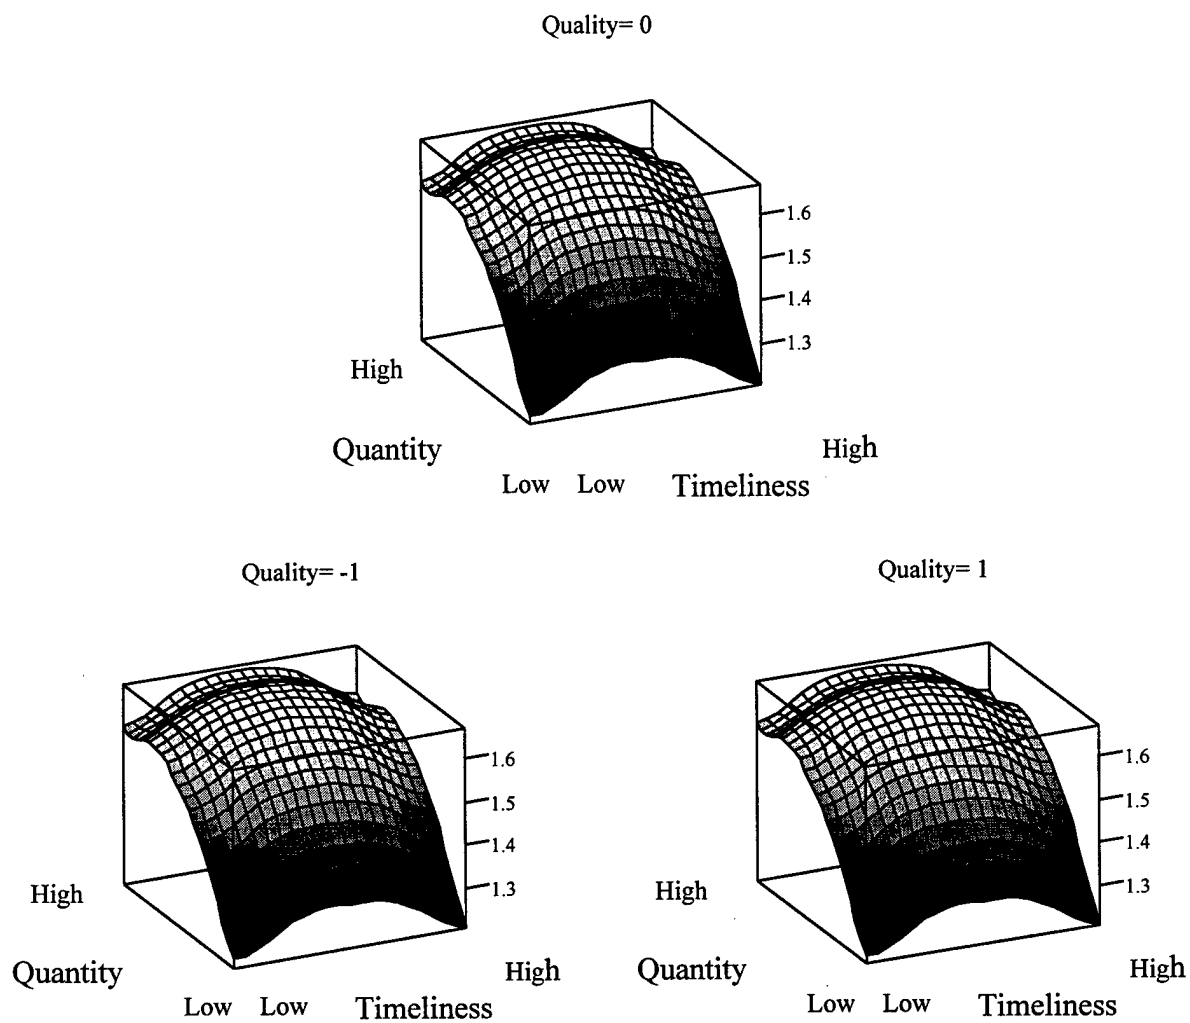 Quality= 0
1.6
1.5
1.4
1.3
High
Quantity
High
Low Low Timeliness
Quality= -1
1.6
1.5
1.4
1.3
High
Quantity
High
Low Low Timeliness
Quality= 1
1.6
1.5
1.4
1.3
High
Quantity
High
Low Low Timeliness